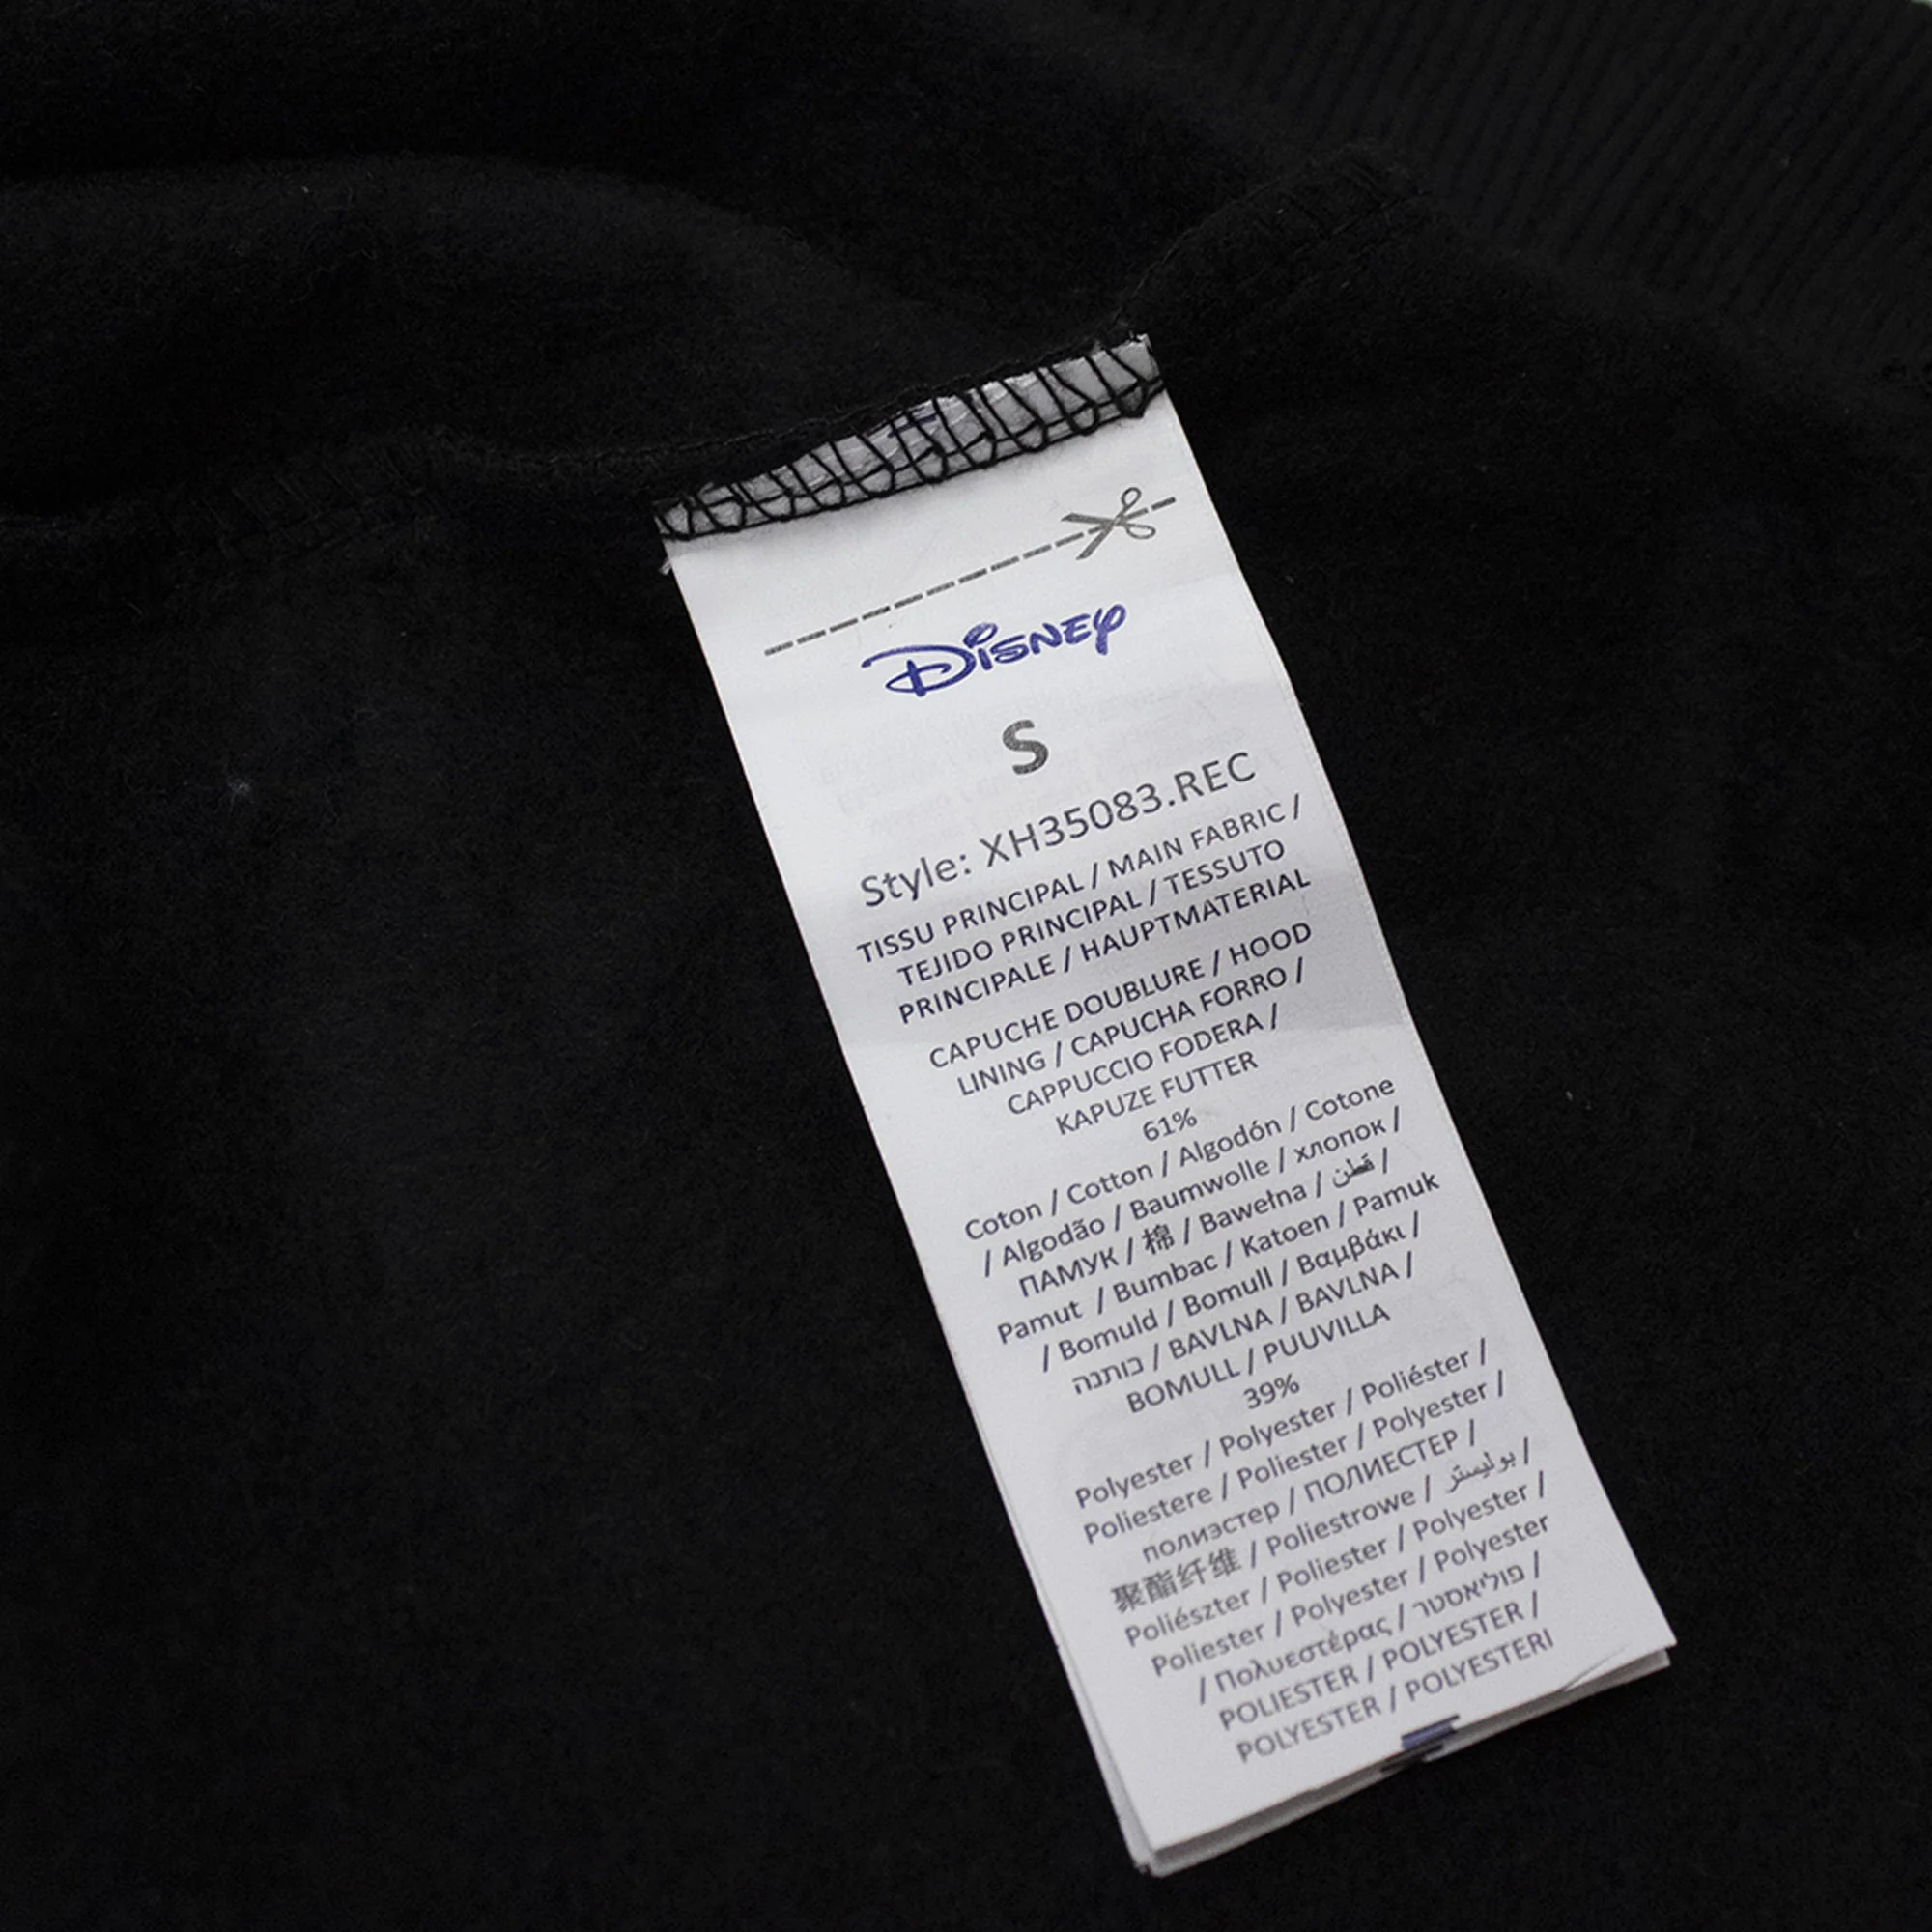 Disney
S
Style: XH35083.REC
TISSU PRINCIPAL / MAIN FABRIC /
TEJIDO PRINCIPAL / TESSUTO
PRINCIPALE / HAUPTMATERIAL
CAPUCHE DOUBLURE / HOOD
LINING / CAPUCHA FORRO /
CAPPUCCIO FODERA /
KAPUZE FUTTER
61%
Coton / Cotton / Algodón / Cotone
/ Algodão / Baumwolle / хлопок /
ПАМУК / 棉 / Bawełna / قطن /
Pamut / Bumbac / Katoen / Pamuk
/ Bomuld / Bomull / Βαμβάκι /
כותנה / BAVLNA / BAVLNA /
BOMULL / PUUVILLA
39%
Polyester / Polyester / Poliéster /
Poliestere / Poliester / Polyester /
полиэстер / ПОЛИЕСТЕР /
聚酯纤维 / Poliestrowe / بوليستر /
Poliészter / Poliester / Polyester /
Poliester / Polyester / Polyester
/ Πολυεστέρας / פוליאסטר /
POLIESTER / POLYESTER /
POLYESTER / POLYESTERI